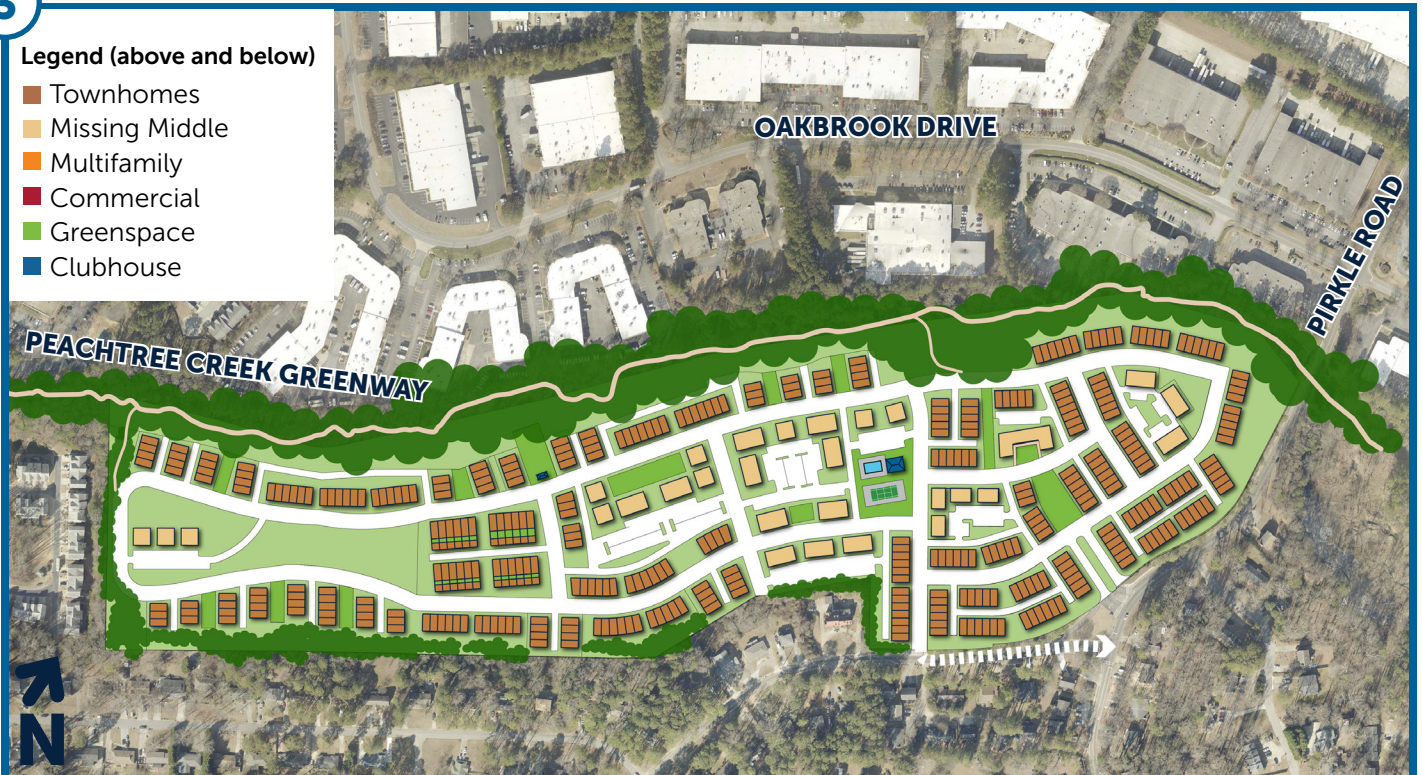 Legend (above and below)
Townhomes
Missing Middle
Multifamily
Commercial
Greenspace
Clubhouse
OAKBROOK DRIVE
PIRKLE ROAD
PEACHTREE CREEK GREENWAY
N